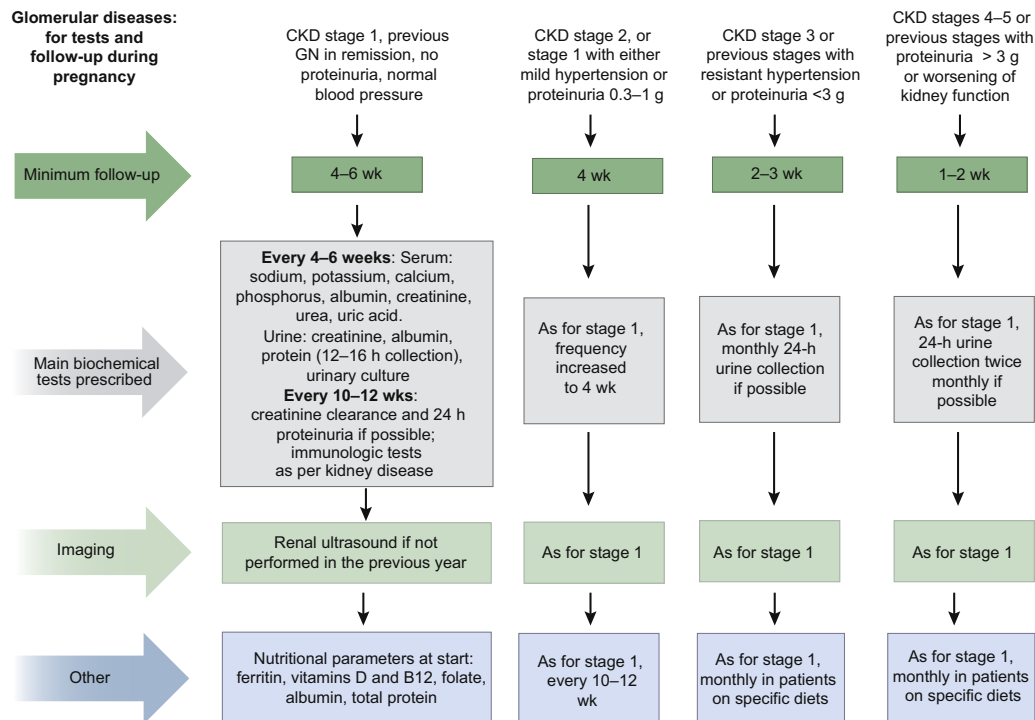 Glomerular diseases:
for tests and
follow-up during
pregnancy
CKD stage 1, previous
GN in remission, no
proteinuria, normal
blood pressure
CKD stage 2, or
stage 1 with either
mild hypertension or
proteinuria 0.3–1 g
CKD stage 3 or
previous stages with
resistant hypertension
or proteinuria <3 g
CKD stages 4–5 or
previous stages with
proteinuria > 3 g
or worsening of
kidney function
Minimum follow-up
4–6 wk
4 wk
2–3 wk
1–2 wk
Main biochemical
tests prescribed
Every 4–6 weeks: Serum:
sodium, potassium, calcium,
phosphorus, albumin, creatinine,
urea, uric acid.
Urine: creatinine, albumin,
protein (12–16 h collection),
urinary culture
Every 10–12 wks:
creatinine clearance and 24 h
proteinuria if possible;
immunologic tests
as per kidney disease
As for stage 1,
frequency
increased
to 4 wk
As for stage 1,
monthly 24-h
urine collection
if possible
As for stage 1,
24-h urine
collection twice
monthly if
possible
Imaging
Renal ultrasound if not
performed in the previous year
As for stage 1
As for stage 1
As for stage 1
Other
Nutritional parameters at start:
ferritin, vitamins D and B12, folate,
albumin, total protein
As for stage 1,
every 10–12
wk
As for stage 1,
monthly in patients
on specific diets
As for stage 1,
monthly in patients
on specific diets